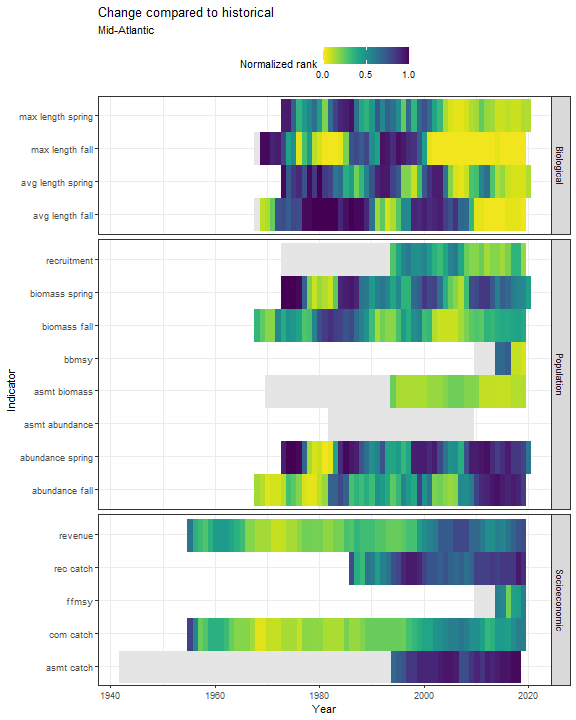 Change compared to historical
Mid-Atlantic
Normalized rank
0.0 0.5 1.0
Indicator
max length spring
max length fall
avg length spring
avg length fall
Biological
recruitment
biomass spring
biomass fall
bbmsy
asmt biomass
asmt abundance
abundance spring
abundance fall
Population
revenue
rec catch
ffmsy
com catch
asmt catch
Socioeconomic
1940 1960 1980 2000 2020
Year